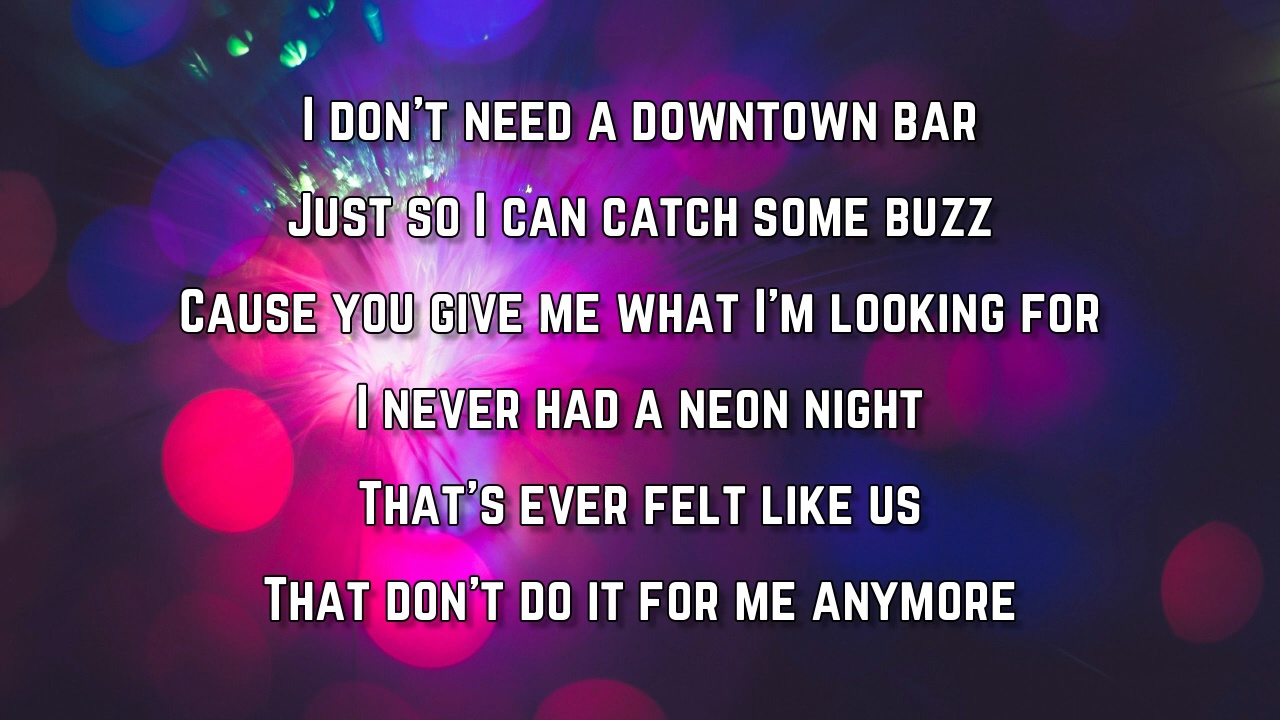 I don't need a downtown bar
Just so I can catch some buzz
Cause you give me what I'm looking for
I never had a neon night
That's ever felt like us
That don't do it for me anymore